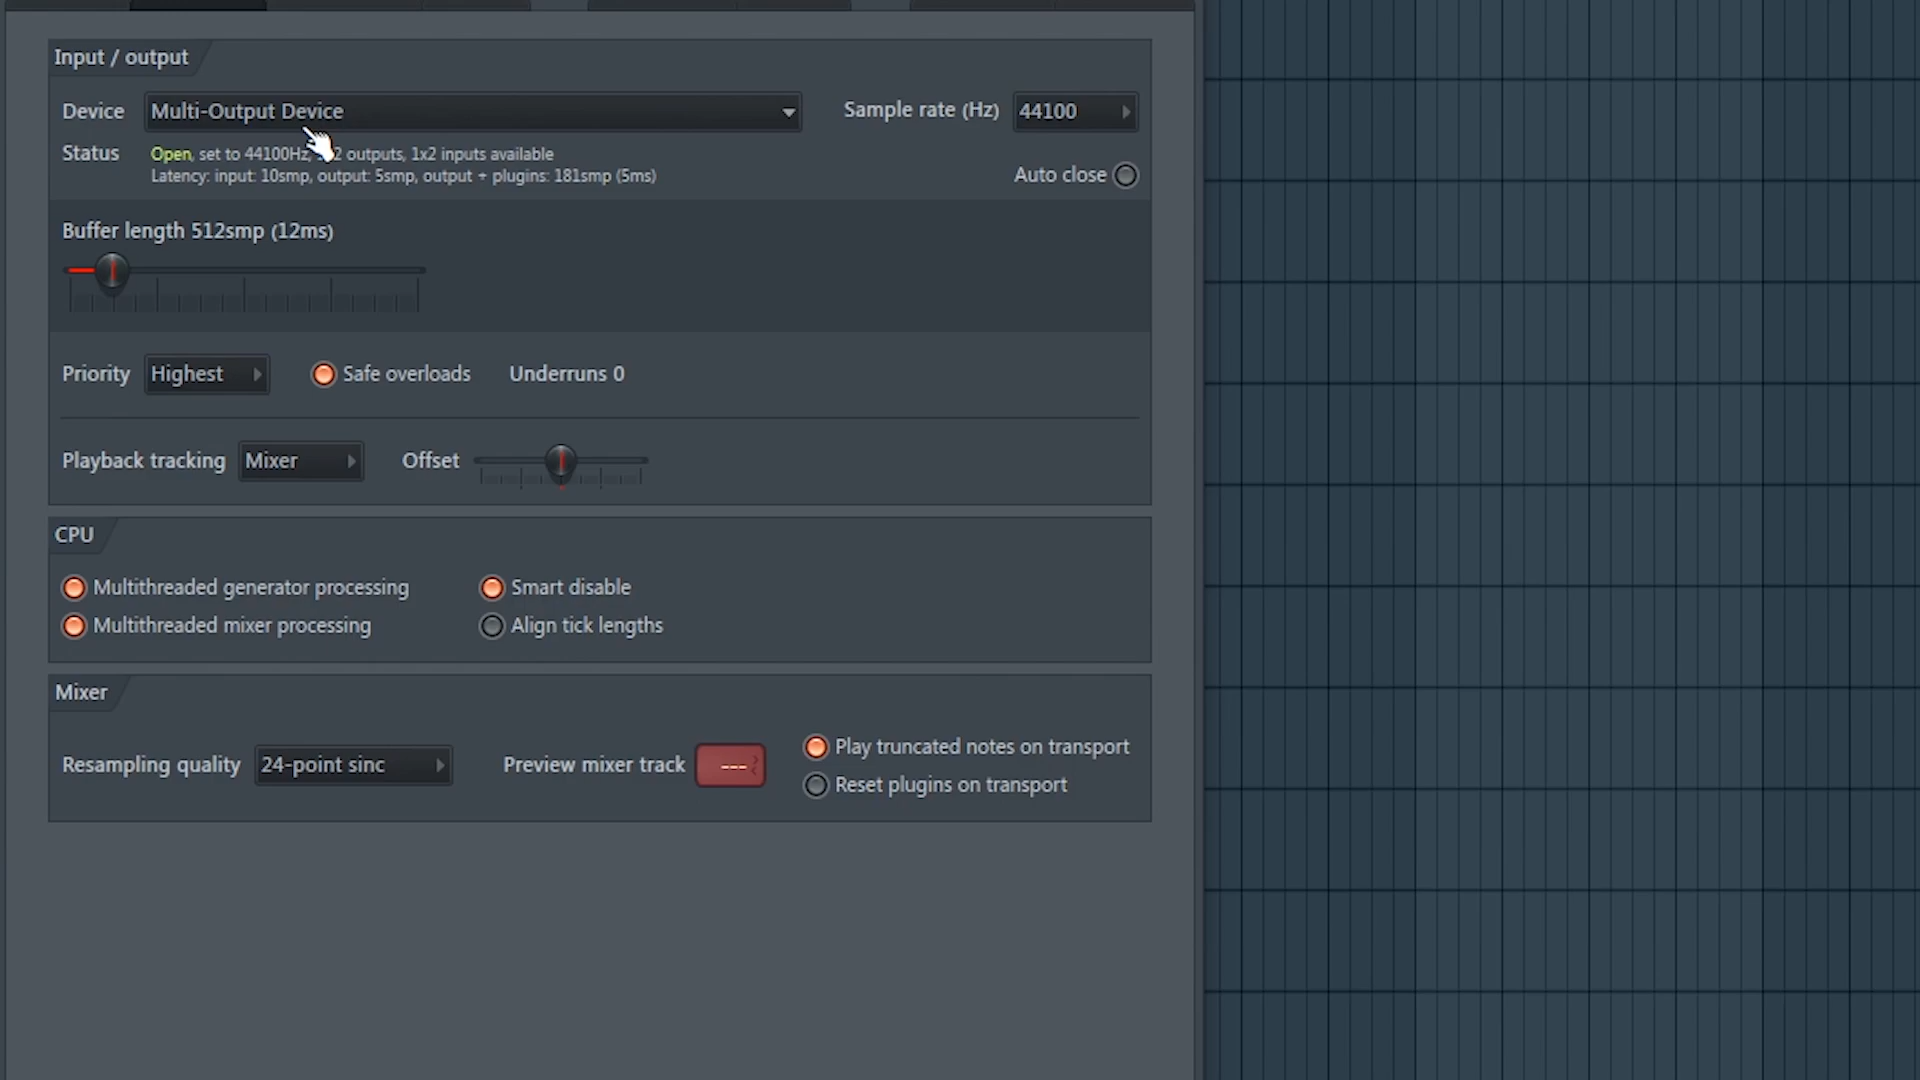 Input / output
Device Multi-Output Device Sample rate (Hz) 44100
Status Open, set to 44100Hz, 2 outputs, 1x2 inputs available
Latency: input: 10smp, output: 5smp, output + plugins: 181smp (5ms)
Auto close
Buffer length 512smp (12ms)
Priority Highest Safe overloads Underruns 0
Playback tracking Mixer Offset
CPU
Multithreaded generator processing Smart disable
Multithreaded mixer processing Align tick lengths
Mixer
Resampling quality 24-point sinc Preview mixer track ---
Play truncated notes on transport
Reset plugins on transport